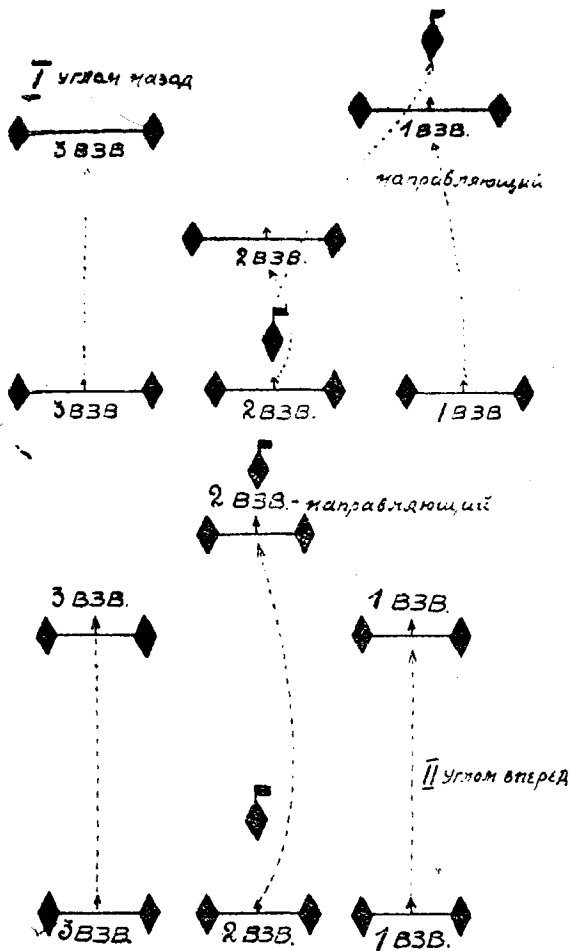 I углом назад
3 ВЗВ
1 ВЗВ.
направляющий
2 ВЗВ.
3 ВЗВ
2 ВЗВ.
1 ВЗВ
2 ВЗВ.- направляющий
3 ВЗВ.
1 ВЗВ.
II углом вперед
3 ВЗВ.
2 ВЗВ.
1 ВЗВ.